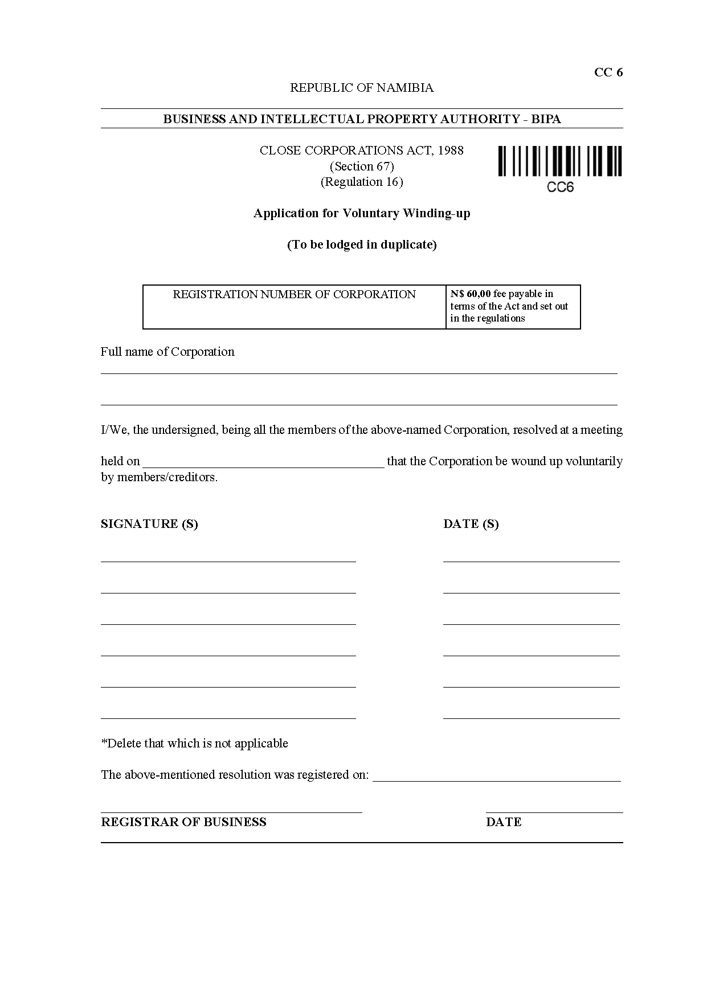 CC 6
REPUBLIC OF NAMIBIA
BUSINESS AND INTELLECTUAL PROPERTY AUTHORITY - BIPA
CLOSE CORPORATIONS ACT, 1988
(Section 67)
(Regulation 16)
CC6
Application for Voluntary Winding-up
(To be lodged in duplicate)
REGISTRATION NUMBER OF CORPORATION
N$ 60,00 fee payable in
terms of the Act and set out
in the regulations
Full name of Corporation
I/We, the undersigned, being all the members of the above-named Corporation, resolved at a meeting
held on ______ that the Corporation be wound up voluntarily
by members/creditors.
SIGNATURE (S) DATE (S)
*Delete that which is not applicable
The above-mentioned resolution was registered on: ______
REGISTRAR OF BUSINESS DATE